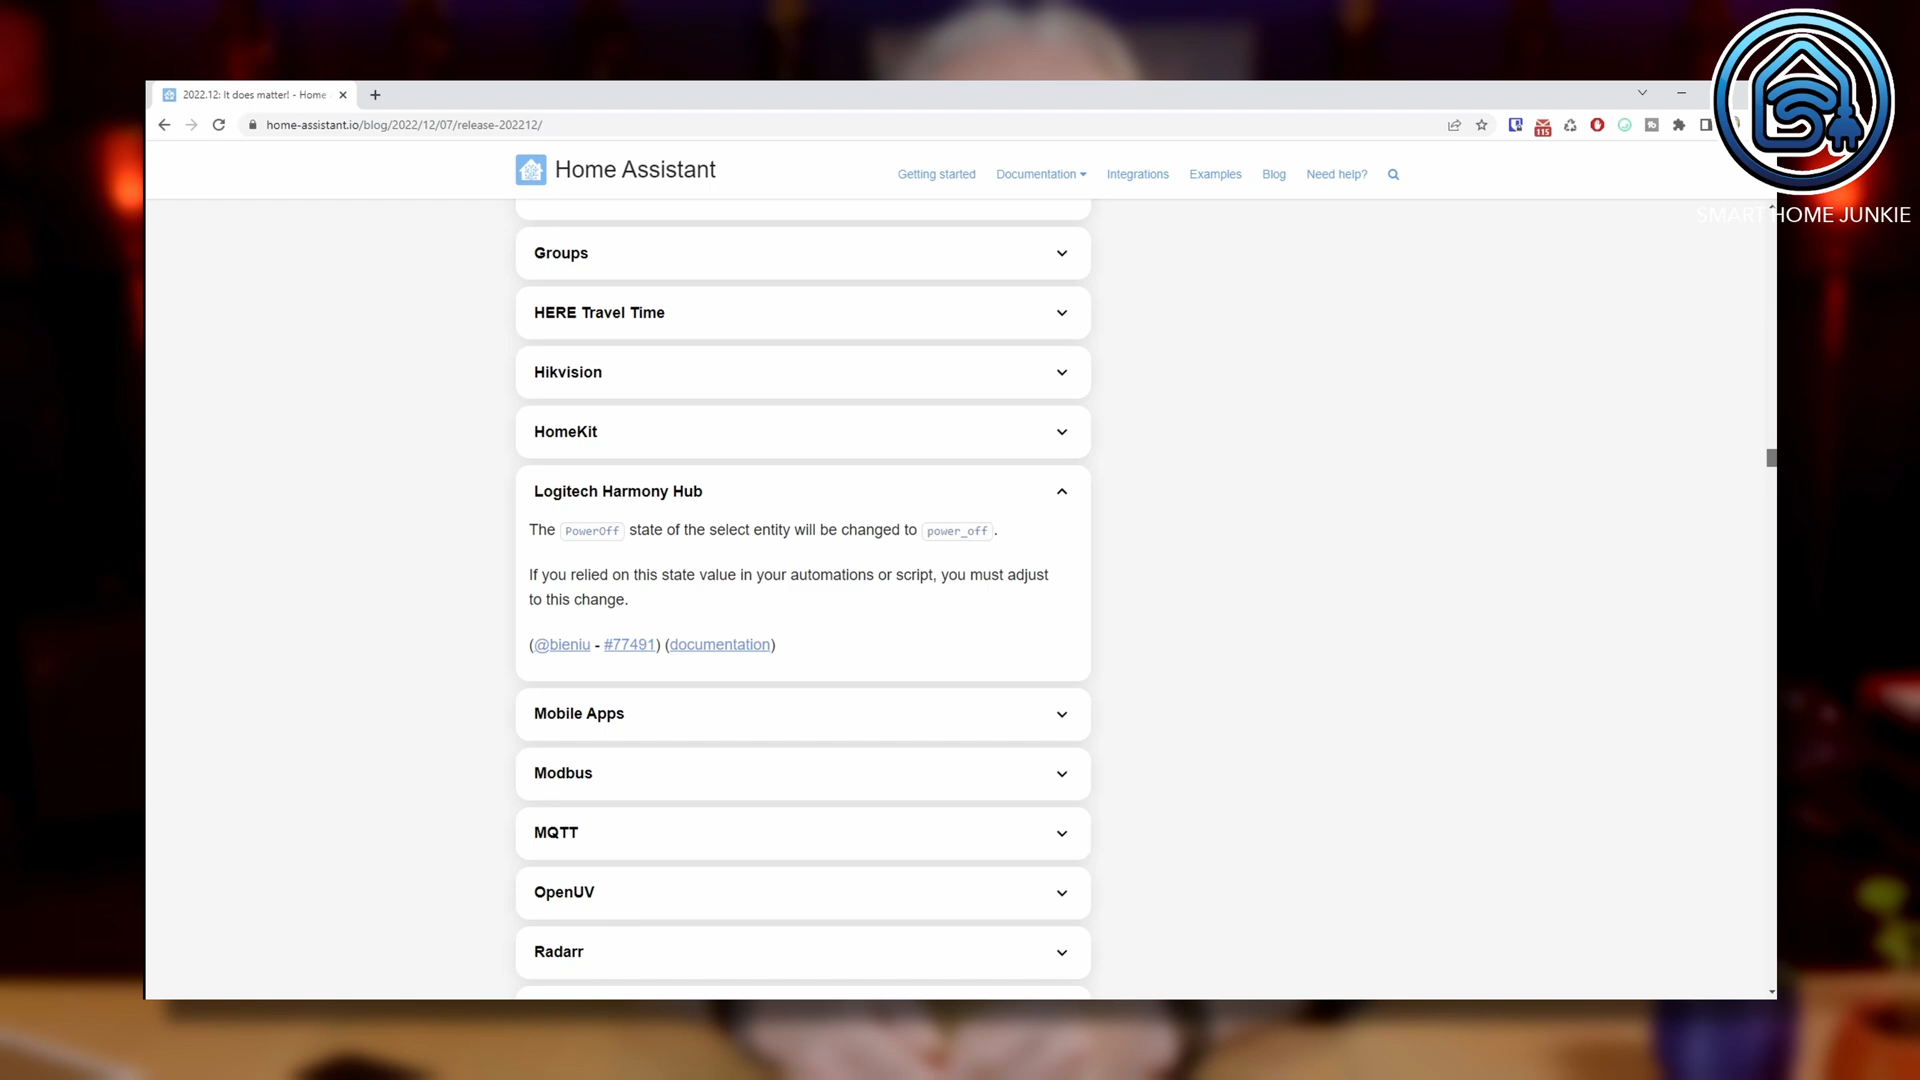 2022.12: It does matter! - Home
home-assistant.io/blog/2022/12/07/release-202212/
115
Home Assistant
Getting started
Documentation
Integrations
Examples
Blog
Need help?
SMART HOME JUNKIE
Groups
HERE Travel Time
Hikvision
HomeKit
Logitech Harmony Hub
The PowerOff state of the select entity will be changed to power_off.
If you relied on this state value in your automations or script, you must adjust
to this change.
(@bieniu - #77491) (documentation)
Mobile Apps
Modbus
MQTT
OpenUV
Radarr